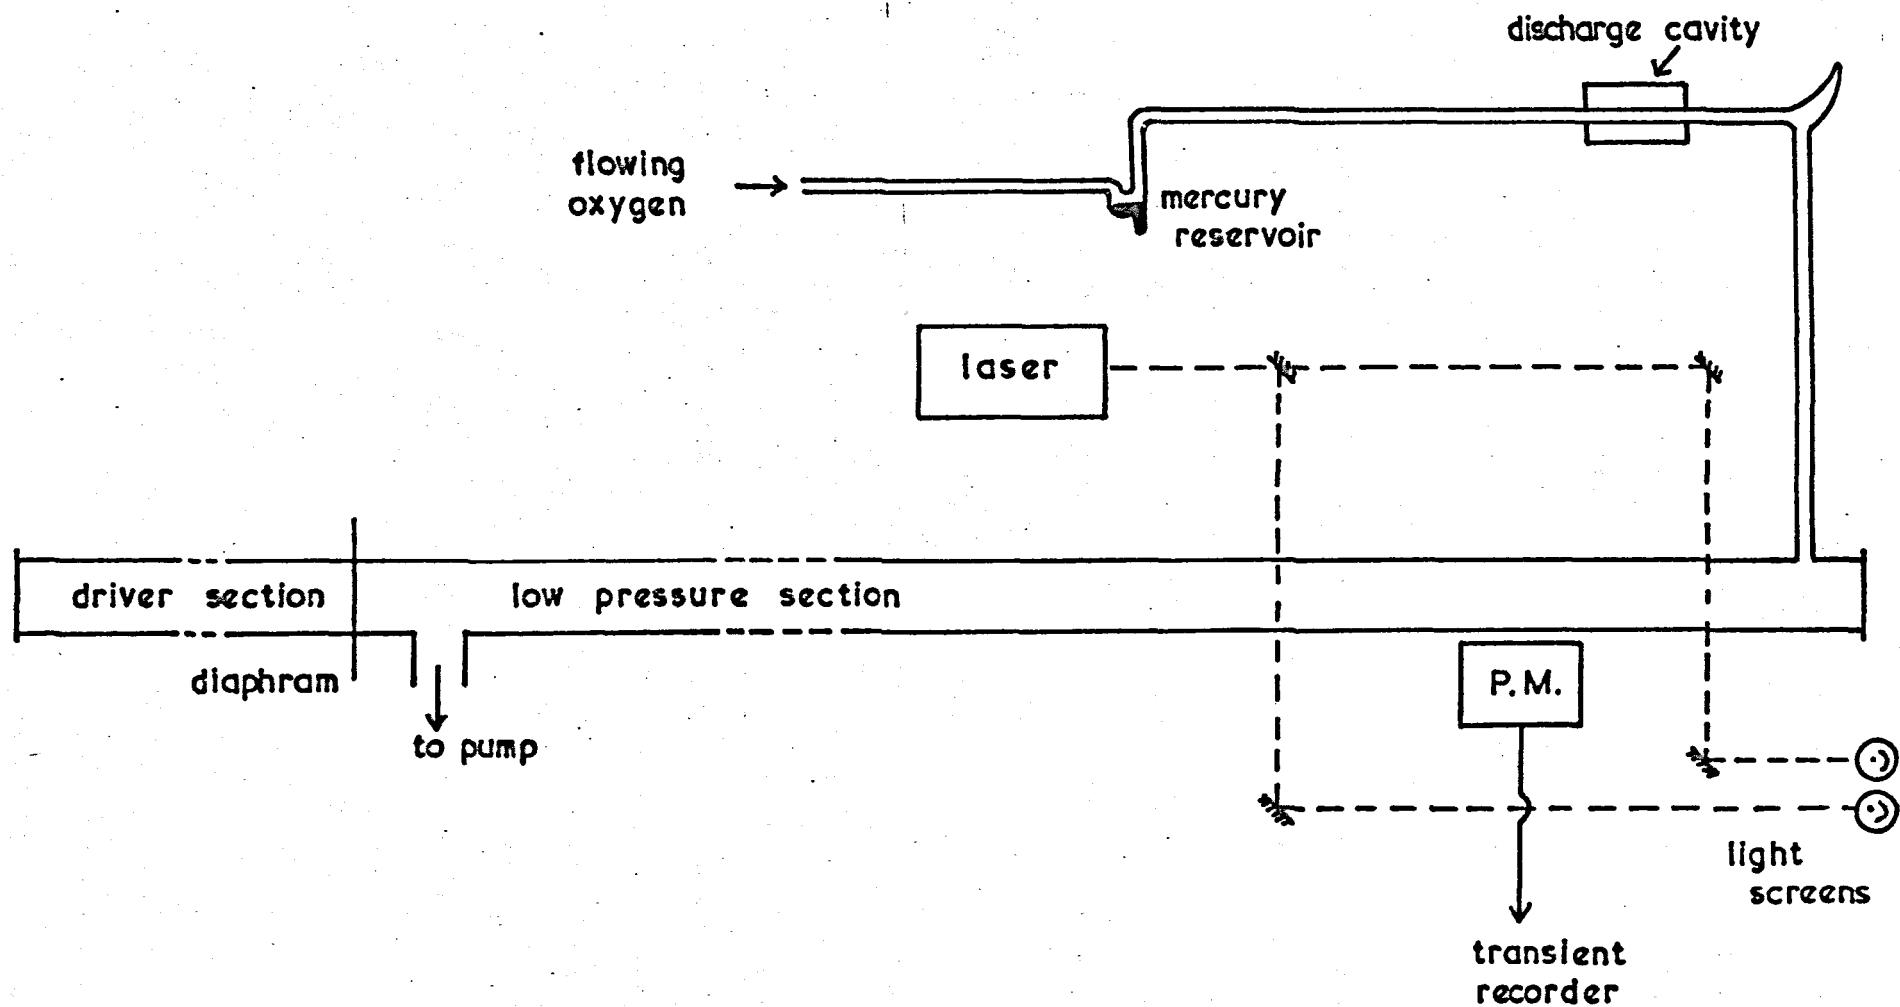 discharge cavity
flowing
oxygen
mercury
reservoir
laser
driver section
low pressure section
diaphram
P.M.
to pump
light
screens
transient
recorder